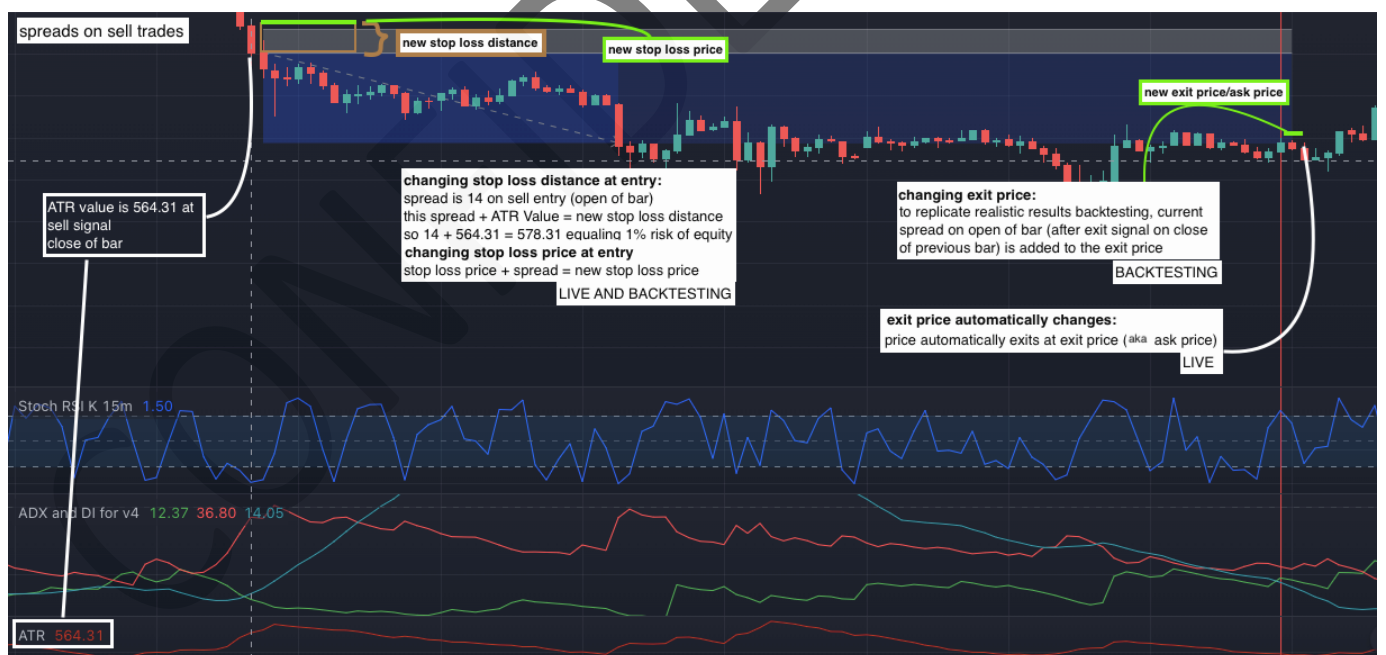 spreads on sell trades
new stop loss distance
new stop loss price
new exit price/ask price
ATR value is 564.31 at
sell signal
close of bar
changing stop loss distance at entry:
spread is 14 on sell entry (open of bar)
this spread + ATR Value = new stop loss distance
so 14 + 564.31 = 578.31 equaling 1% risk of equity
changing stop loss price at entry
stop loss price + spread = new stop loss price
LIVE AND BACKTESTING
changing exit price:
to replicate realistic results backtesting, current
spread on open of bar (after exit signal on close
of previous bar) is added to the exit price
BACKTESTING
exit price automatically changes:
price automatically exits at exit price (aka ask price)
LIVE
Stoch RSI K 15m 1.50
ADX and DI for v4 12.37 36.80 14.05
ATR 564.31